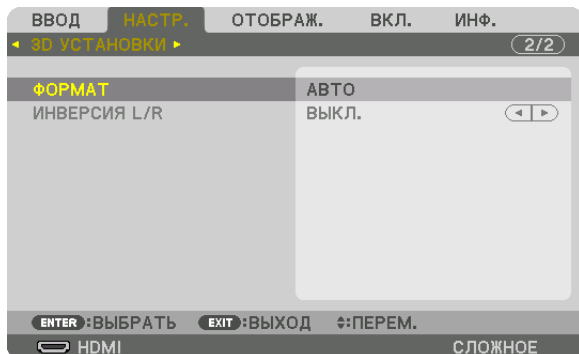 ВВОД НАСТР. ОТОБРАЖ. ВКЛ. ИНФ.
3D УСТАНОВКИ 2/2
ФОРМАТ АВТО
ИНВЕРСИЯ L/R ВЫКЛ.
ENTER :ВЫБРАТЬ EXIT :ВЫХОД :ПЕРЕМ.
HDMI СЛОЖНОЕ